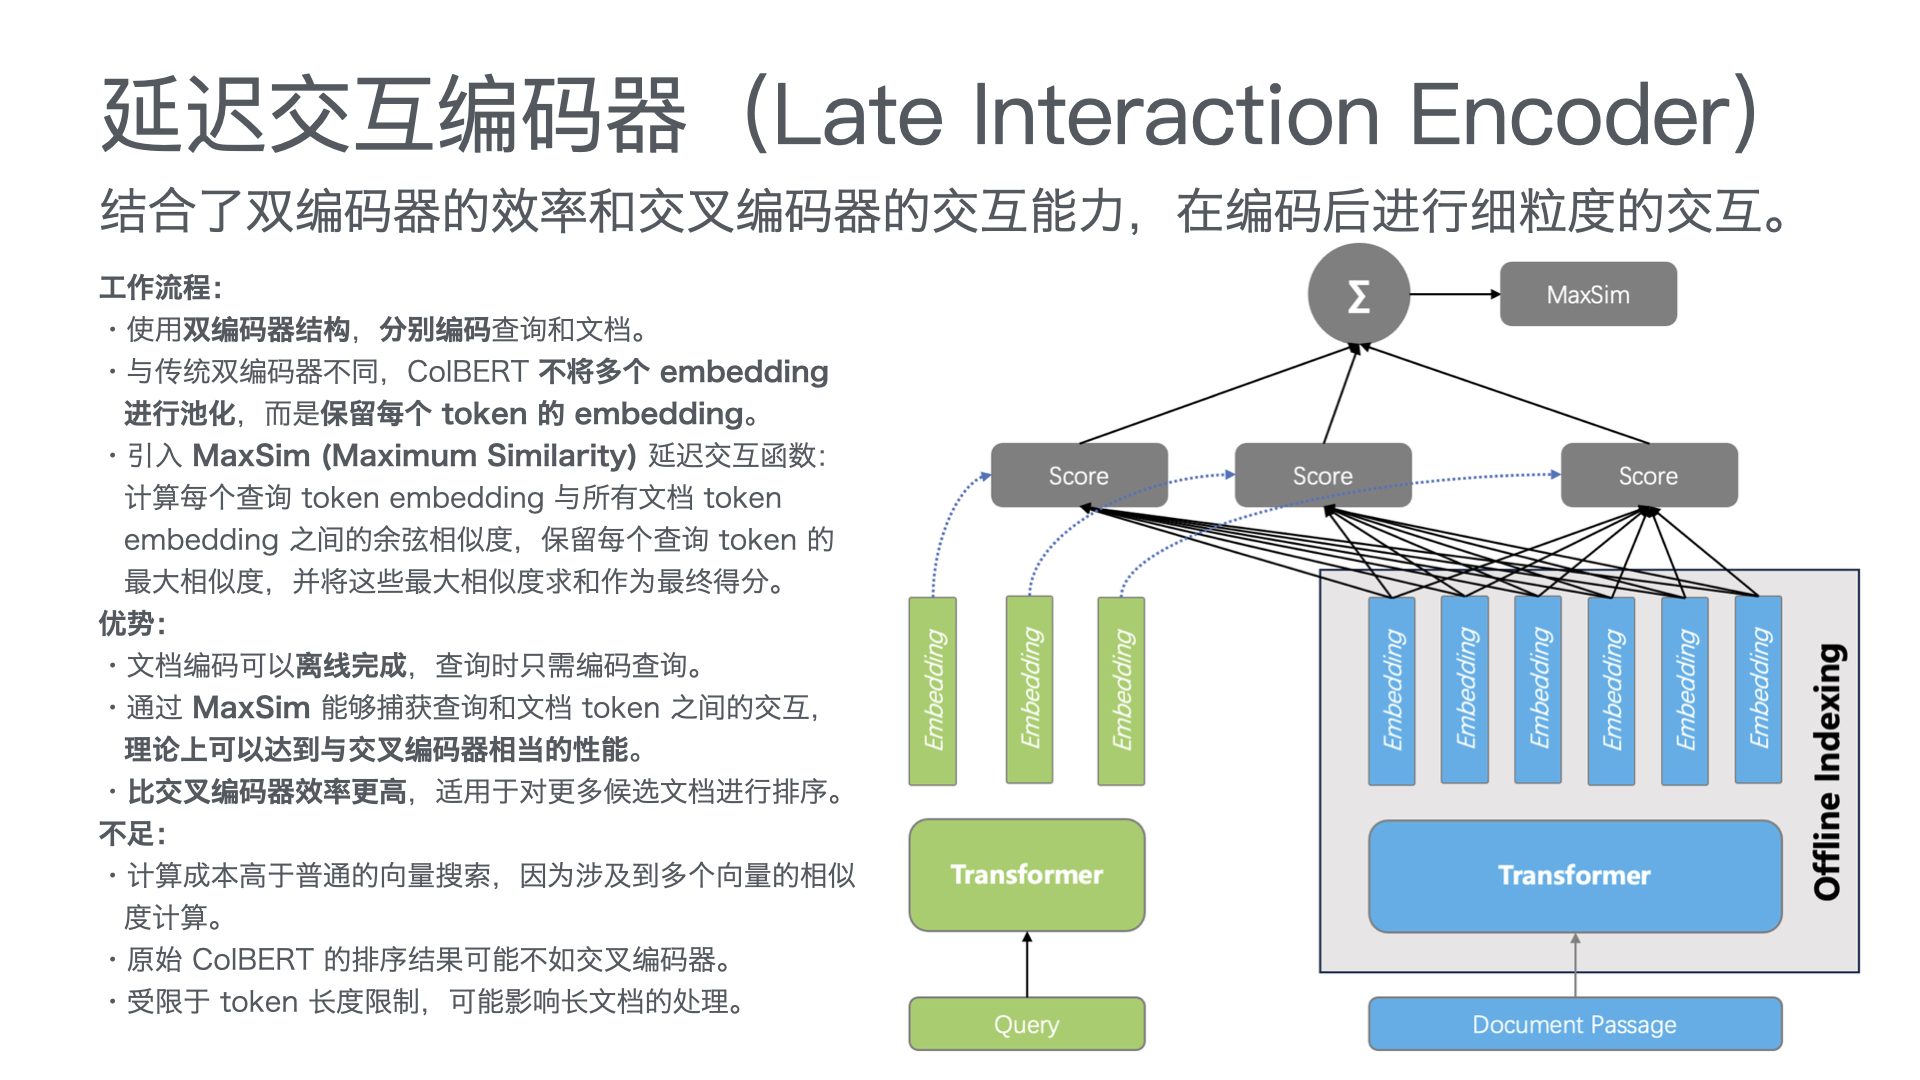 延迟交互编码器（Late Interaction Encoder）
结合了双编码器的效率和交叉编码器的交互能力，在编码后进行细粒度的交互。
工作流程：
· 使用双编码器结构，分别编码查询和文档。
· 与传统双编码器不同，ColBERT 不将多个 embedding
进行池化，而是保留每个 token 的 embedding。
· 引入 MaxSim (Maximum Similarity) 延迟交互函数：
计算每个查询 token embedding 与所有文档 token
embedding 之间的余弦相似度，保留每个查询 token 的
最大相似度，并将这些最大相似度求和作为最终得分。
优势：
· 文档编码可以离线完成，查询时只需编码查询。
· 通过 MaxSim 能够捕获查询和文档 token 之间的交互，
理论上可以达到与交叉编码器相当的性能。
· 比交叉编码器效率更高，适用于对更多候选文档进行排序。
不足：
· 计算成本高于普通的向量搜索，因为涉及到多个向量的相似
度计算。
· 原始 ColBERT 的排序结果可能不如交叉编码器。
· 受限于 token 长度限制，可能影响长文档的处理。
Σ
MaxSim
Score
Score
Score
Embedding
Embedding
Embedding
Embedding
Embedding
Embedding
Embedding
Embedding
Embedding
Offline Indexing
Transformer
Transformer
Query
Document Passage